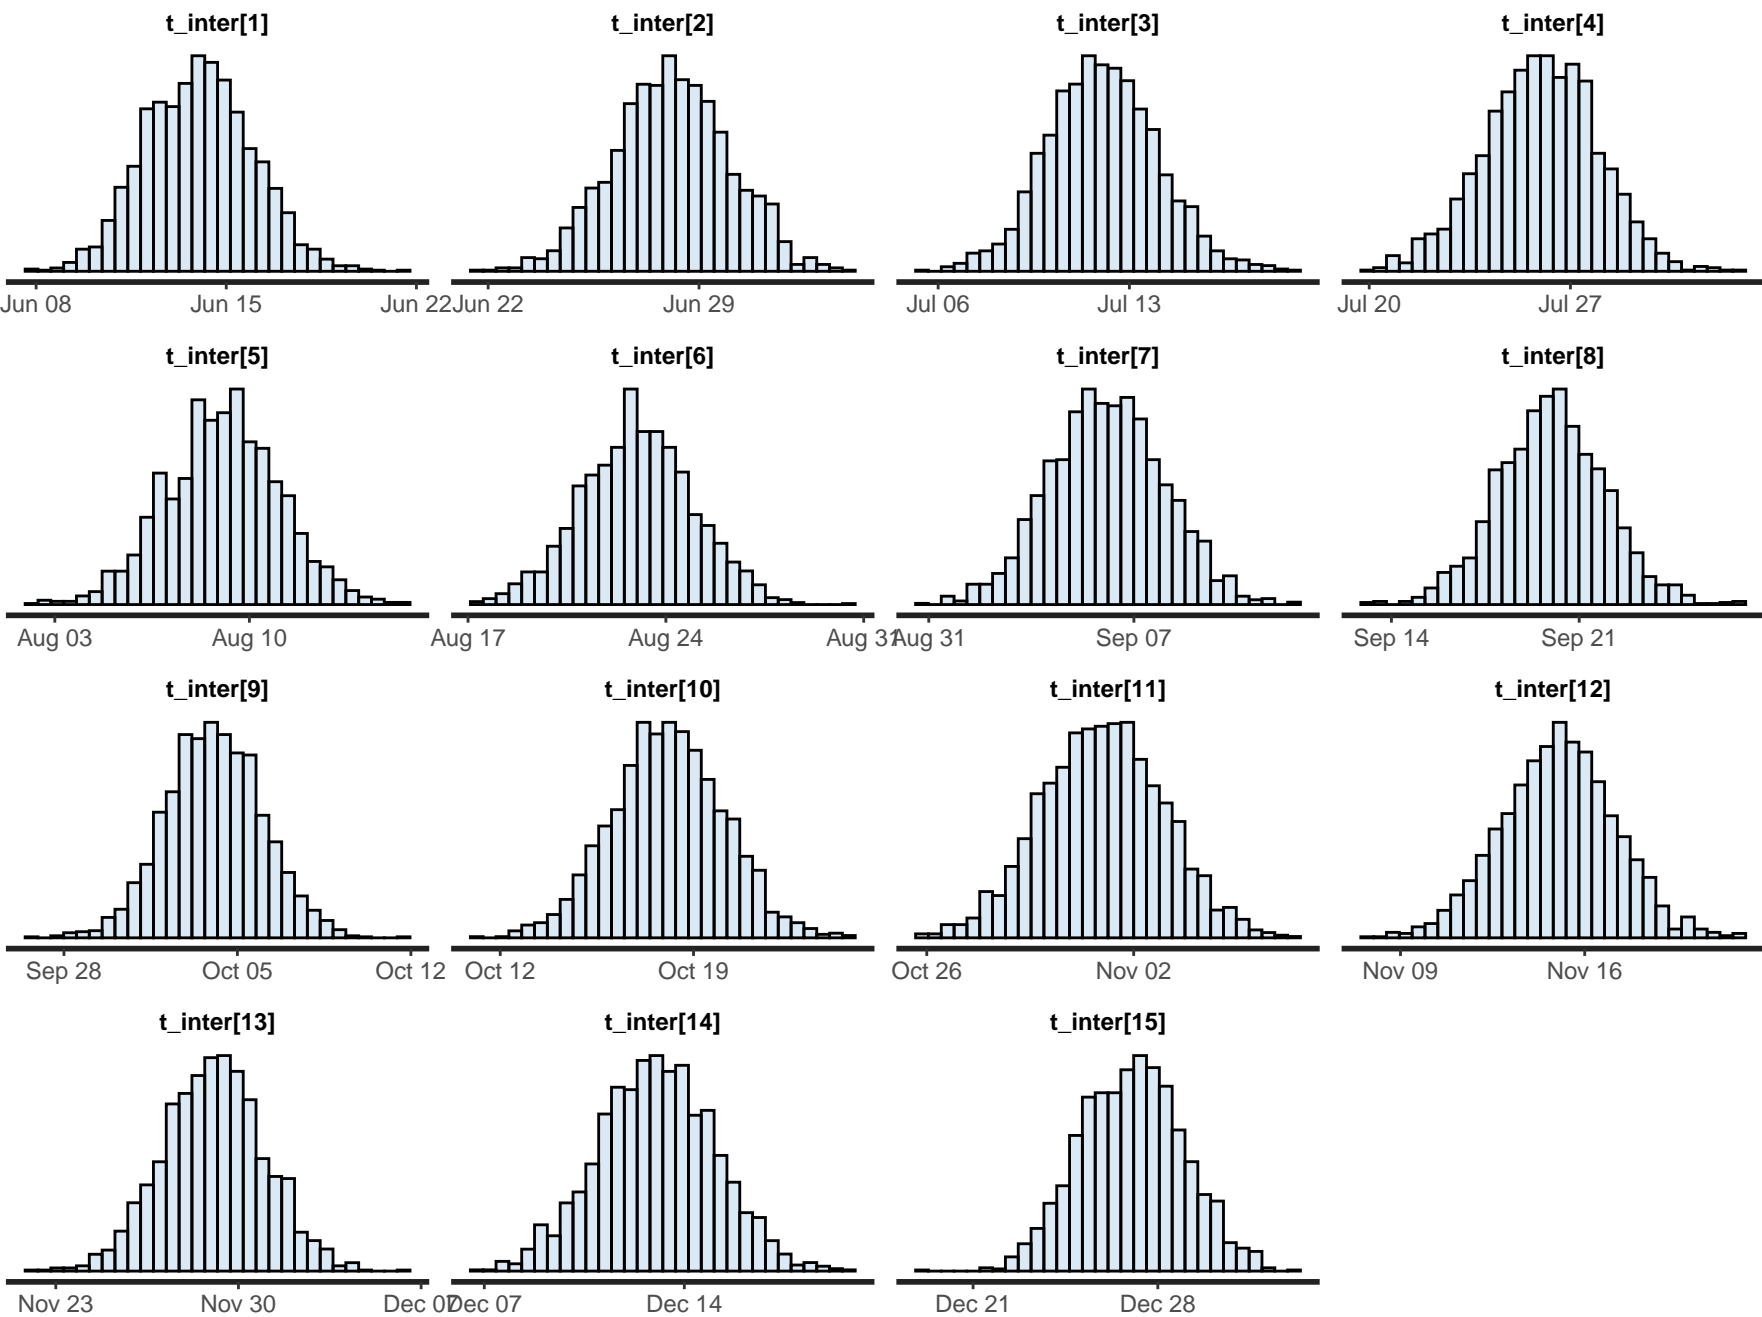 t_inter[1] t_inter[2] t_inter[3] t_inter[4]
Jun 08 Jun 15 Jun 22 Jun 22 Jun 29 Jul 06 Jul 13 Jul 20 Jul 27
t_inter[5] t_inter[6] t_inter[7] t_inter[8]
Aug 03 Aug 10 Aug 17 Aug 24 Aug 31 Aug 31 Sep 07 Sep 14 Sep 21
t_inter[9] t_inter[10] t_inter[11] t_inter[12]
Sep 28 Oct 05 Oct 12 Oct 12 Oct 19 Oct 26 Nov 02 Nov 09 Nov 16
t_inter[13] t_inter[14] t_inter[15]
Nov 23 Nov 30 Dec 07 Dec 07 Dec 14 Dec 21 Dec 28